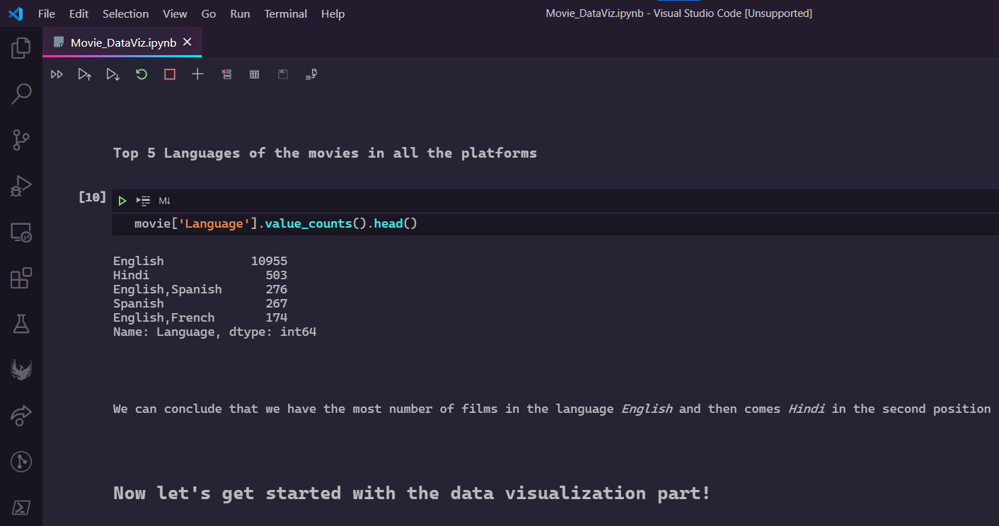 File Edit Selection View Go Run Terminal Help Movie_DataViz.ipynb - Visual Studio Code [Unsupported]
Movie_DataViz.ipynb
Top 5 Languages of the movies in all the platforms
[10]
M↓
movie['Language'].value_counts().head()
English 10955
Hindi 503
English,Spanish 276
Spanish 267
English,French 174
Name: Language, dtype: int64
We can conclude that we have the most number of films in the language English and then comes Hindi in the second position
Now let's get started with the data visualization part!